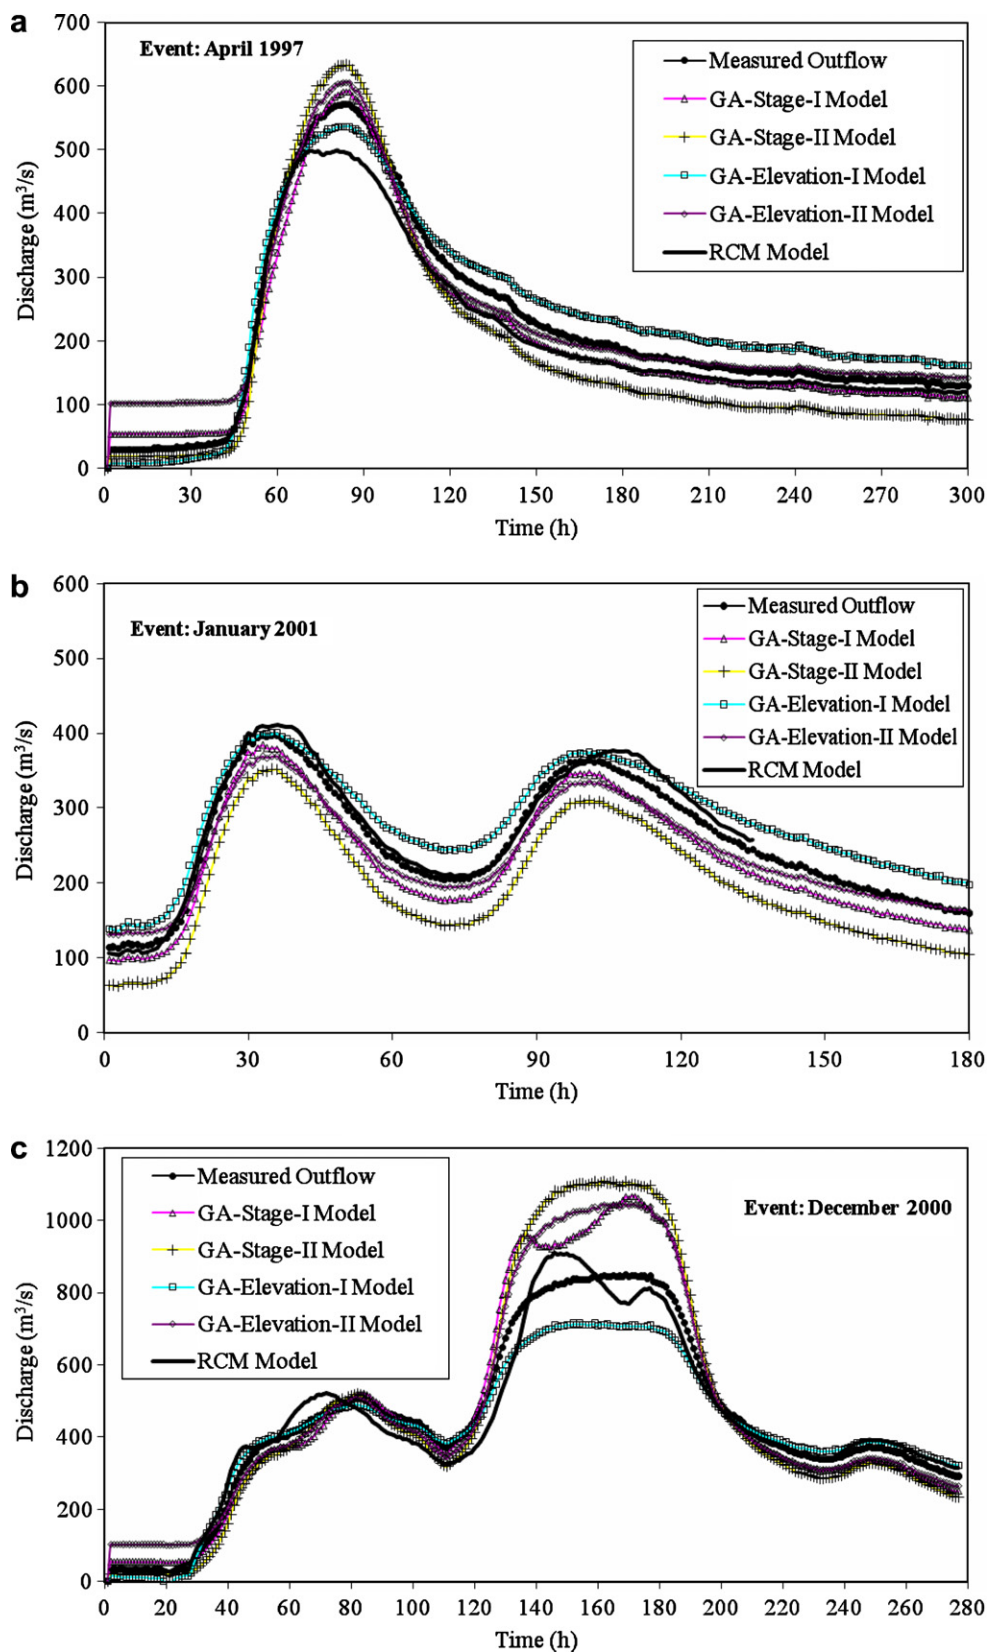 a
700
600
500
400
300
200
100
0
Discharge (m³/s)
Event: April 1997
Measured Outflow
GA-Stage-I Model
GA-Stage-II Model
GA-Elevation-I Model
GA-Elevation-II Model
RCM Model
0 30 60 90 120 150 180 210 240 270 300
Time (h)
b
600
500
400
300
200
100
0
Discharge (m³/s)
Event: January 2001
Measured Outflow
GA-Stage-I Model
GA-Stage-II Model
GA-Elevation-I Model
GA-Elevation-II Model
RCM Model
0 30 60 90 120 150 180
Time (h)
c
1200
1000
800
600
400
200
0
Discharge (m³/s)
Measured Outflow
GA-Stage-I Model
GA-Stage-II Model
GA-Elevation-I Model
GA-Elevation-II Model
RCM Model
Event: December 2000
0 20 40 60 80 100 120 140 160 180 200 220 240 260 280
Time (h)